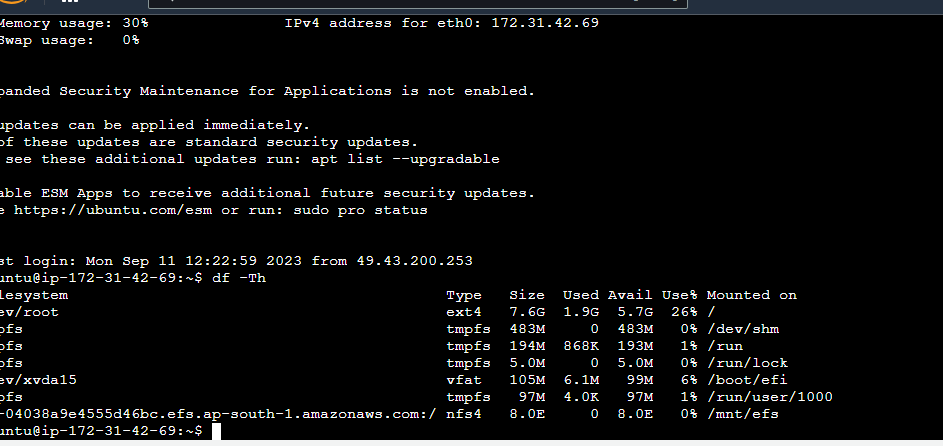 Memory usage: 30%                 IPv4 address for eth0: 172.31.42.69
Swap usage:   0%
panded Security Maintenance for Applications is not enabled.
updates can be applied immediately.
of these updates are standard security updates.
see these additional updates run: apt list --upgradable
able ESM Apps to receive additional future security updates.
e https://ubuntu.com/esm or run: sudo pro status
st login: Mon Sep 11 12:22:59 2023 from 49.43.200.253
untu@ip-172-31-42-69:~$ df -Th
lesystem                                           Type   Size  Used Avail Use% Mounted on
ev/root                                            ext4   7.6G  1.9G  5.7G  26% /
pfs                                                tmpfs  483M     0  483M   0% /dev/shm
pfs                                                tmpfs  194M  868K  193M   1% /run
pfs                                                tmpfs  5.0M     0  5.0M   0% /run/lock
ev/xvda15                                          vfat   105M  6.1M   99M   6% /boot/efi
pfs                                                tmpfs   97M  4.0K   97M   1% /run/user/1000
-04038a9e4555d46bc.efs.ap-south-1.amazonaws.com:/ nfs4   8.0E     0  8.0E   0% /mnt/efs
untu@ip-172-31-42-69:~$